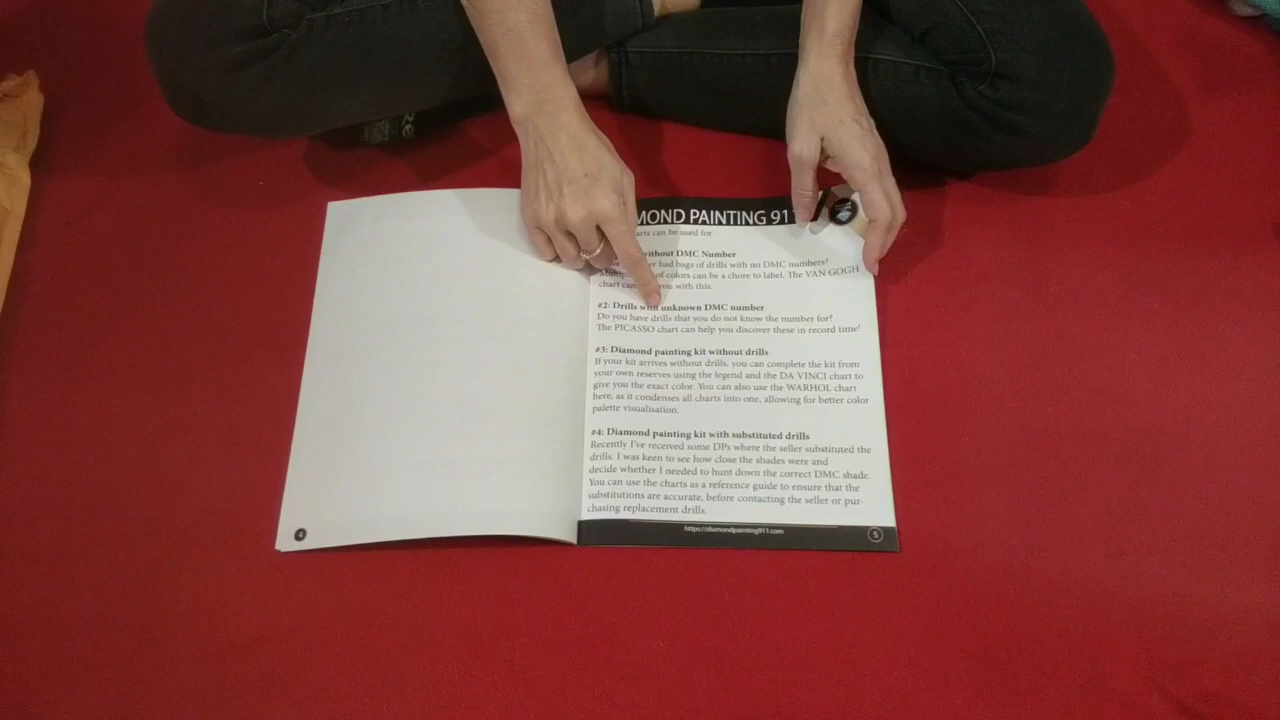 MOND PAINTING 911
arts can be used for
without DMC Number
er had bags of drills with no DMC numbers!
Multiple of colors can be a chore to label. The VAN GOGH
chart can you with this.
#2: Drills with unknown DMC number
Do you have drills that you do not know the number for?
The PICASSO chart can help you discover these in record time!
#3: Diamond painting kit without drills
If your kit arrives without drills, you can complete the kit from
your own reserves using the legend and the DA VINCI chart to
give you the exact color. You can also use the WARHOL chart
here, as it condenses all charts into one, allowing for better color
palette visualisation.
#4: Diamond painting kit with substituted drills
Recently I've received some DPs where the seller substituted the
drills. I was keen to see how close the shades were and
decide whether I needed to hunt down the correct DMC shade.
You can use the charts as a reference guide to ensure that the
substitutions are accurate, before contacting the seller or pur-
chasing replacement drills.
4
https://diamondpainting911.com
5